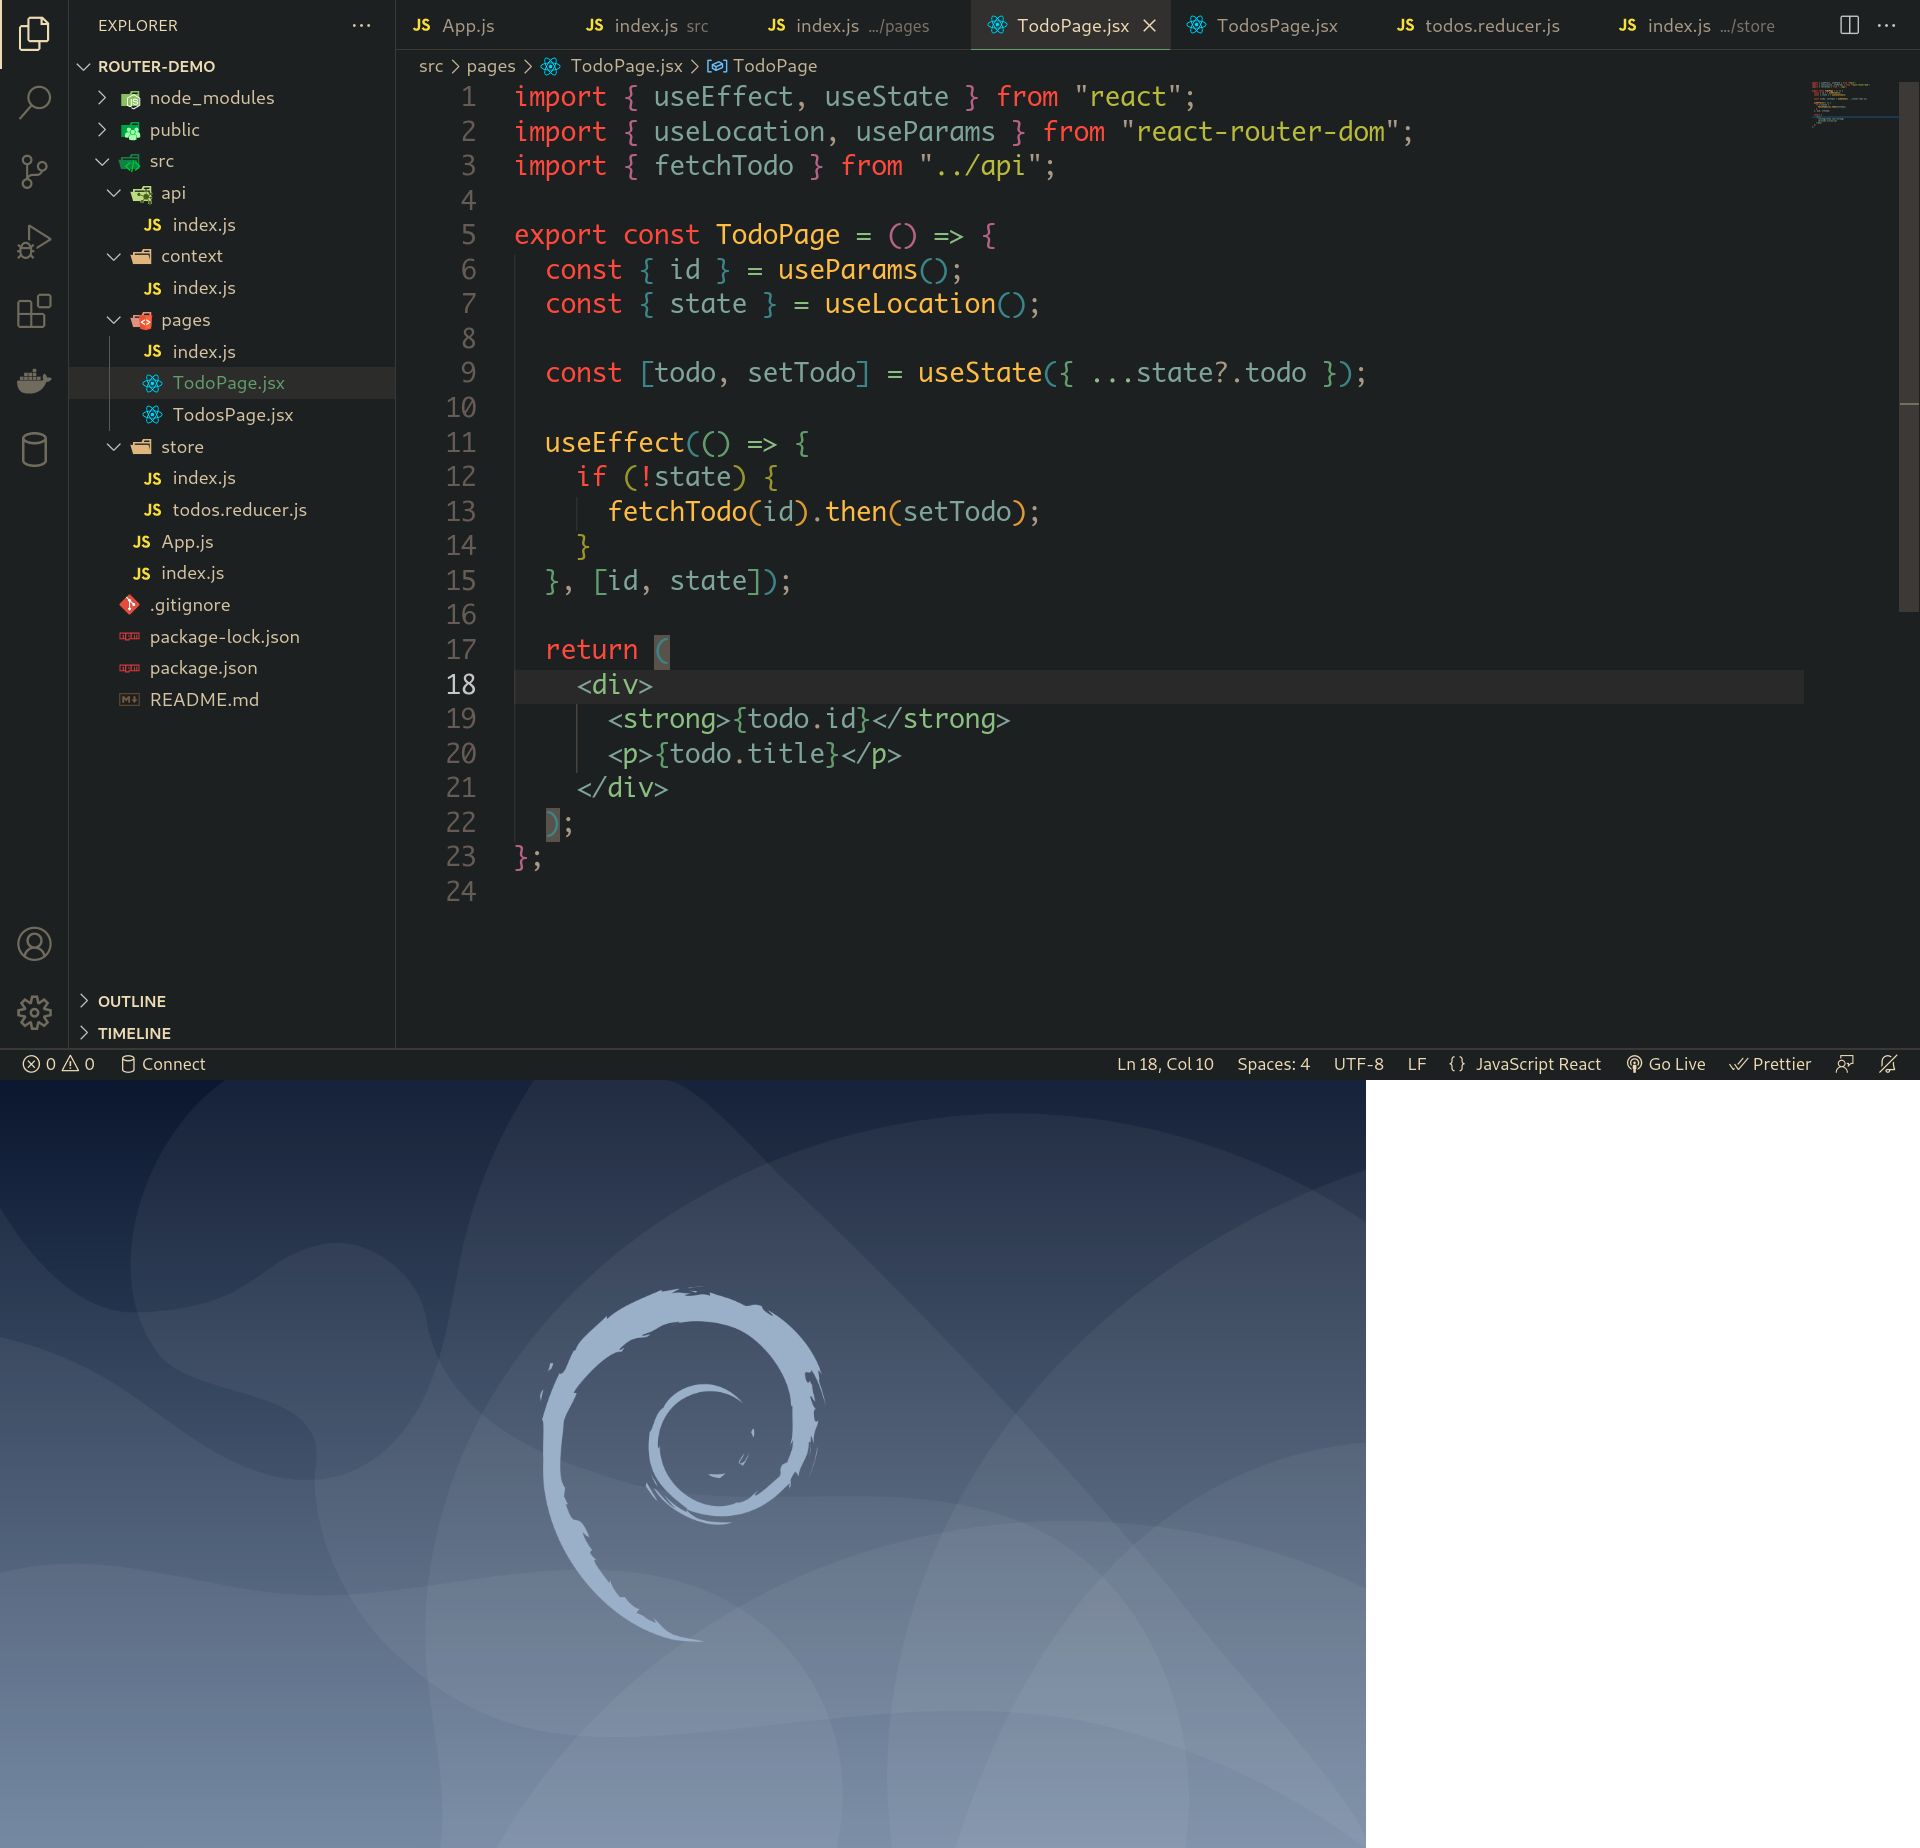 EXPLORER
ROUTER-DEMO
node_modules
public
src
api
JS index.js
context
JS index.js
pages
JS index.js
TodoPage.jsx
TodosPage.jsx
store
JS index.js
JS todos.reducer.js
JS App.js
JS index.js
.gitignore
package-lock.json
package.json
README.md
OUTLINE
TIMELINE
JS App.js JS index.js src JS index.js .../pages TodoPage.jsx TodosPage.jsx JS todos.reducer.js JS index.js .../store
src > pages > TodoPage.jsx > TodoPage
1 import { useEffect, useState } from "react";
2 import { useLocation, useParams } from "react-router-dom";
3 import { fetchTodo } from "../api";
4
5 export const TodoPage = () => {
6   const { id } = useParams();
7   const { state } = useLocation();
8
9   const [todo, setTodo] = useState({ ...state?.todo });
10
11   useEffect(() => {
12     if (!state) {
13       fetchTodo(id).then(setTodo);
14     }
15   }, [id, state]);
16
17   return (
18     <div>
19       <strong>{todo.id}</strong>
20       <p>{todo.title}</p>
21     </div>
22   );
23 };
24
0 0 Connect Ln 18, Col 10 Spaces: 4 UTF-8 LF {} JavaScript React Go Live Prettier